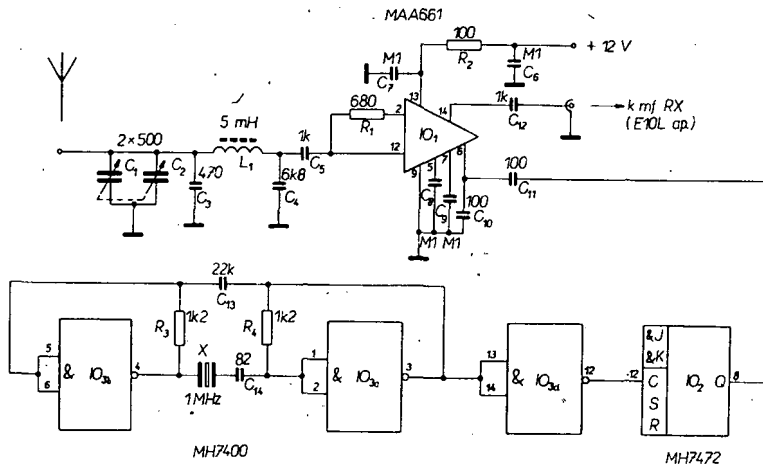 MAA661
100
R2
M1
C6
+ 12 V
M1
C7
13
14
1k
C12
k mf RX
(E10L ap.)
680
R1
2
12
IO1
5 mH
L1
1k
C5
2×500
C1
C2
470
C3
6k8
C4
9
5
7
6
C8
C9
100
C10
100
C11
M1
M1
22k
C13
R3
1k2
R4
1k2
5
6
&
IO3b
4
X
1MHz
82
C14
1
2
&
IO3c
3
13
14
&
IO3d
12
12
&J
&K
C
S
R
IO2
Q
8
MH7400
MH7472